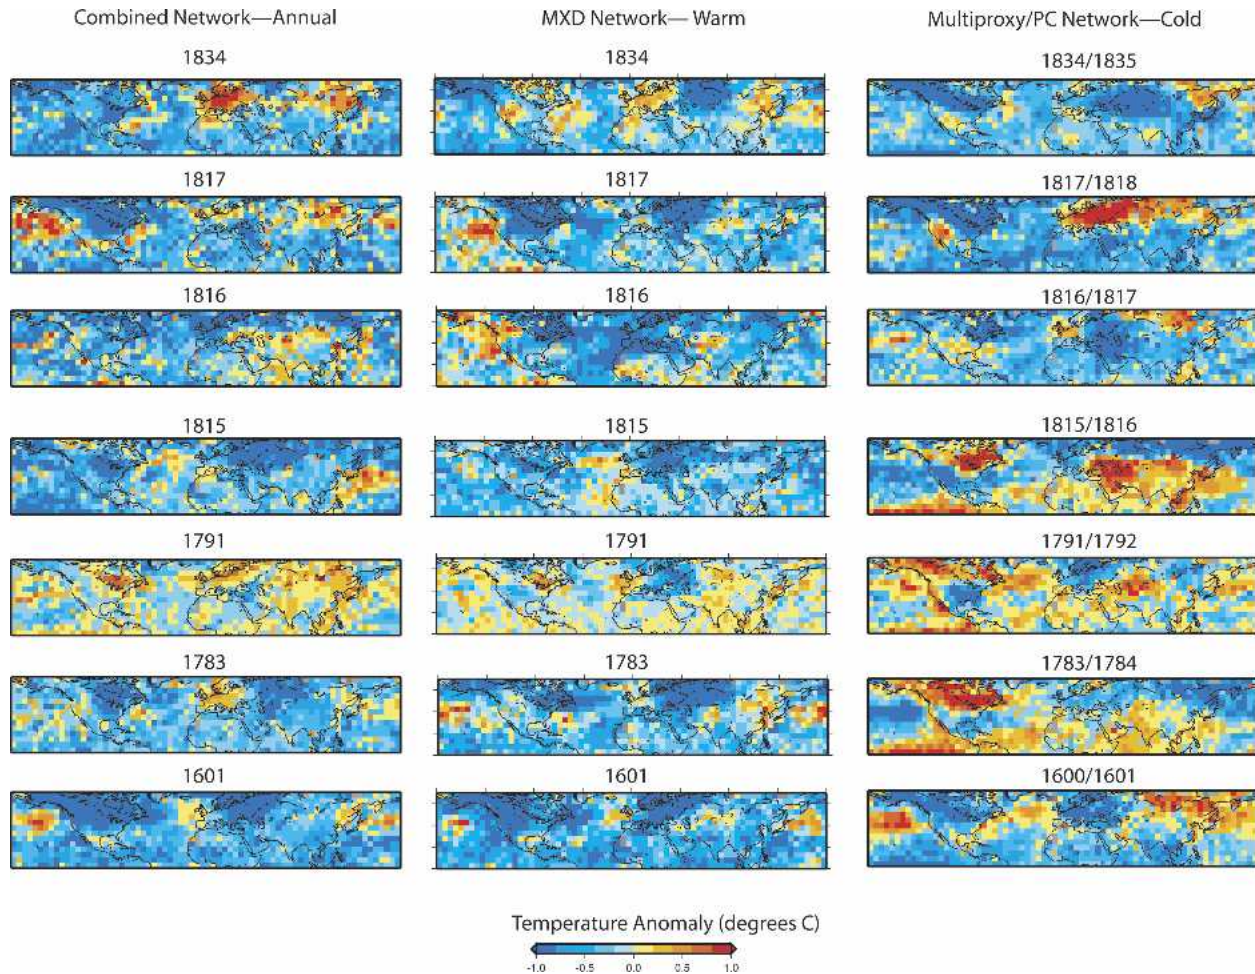 Combined Network—Annual MXD Network— Warm Multiproxy/PC Network—Cold
1834 1834 1834/1835
1817 1817 1817/1818
1816 1816 1816/1817
1815 1815 1815/1816
1791 1791 1791/1792
1783 1783 1783/1784
1601 1601 1600/1601
Temperature Anomaly (degrees C)
-1.0 -0.5 0.0 0.5 1.0